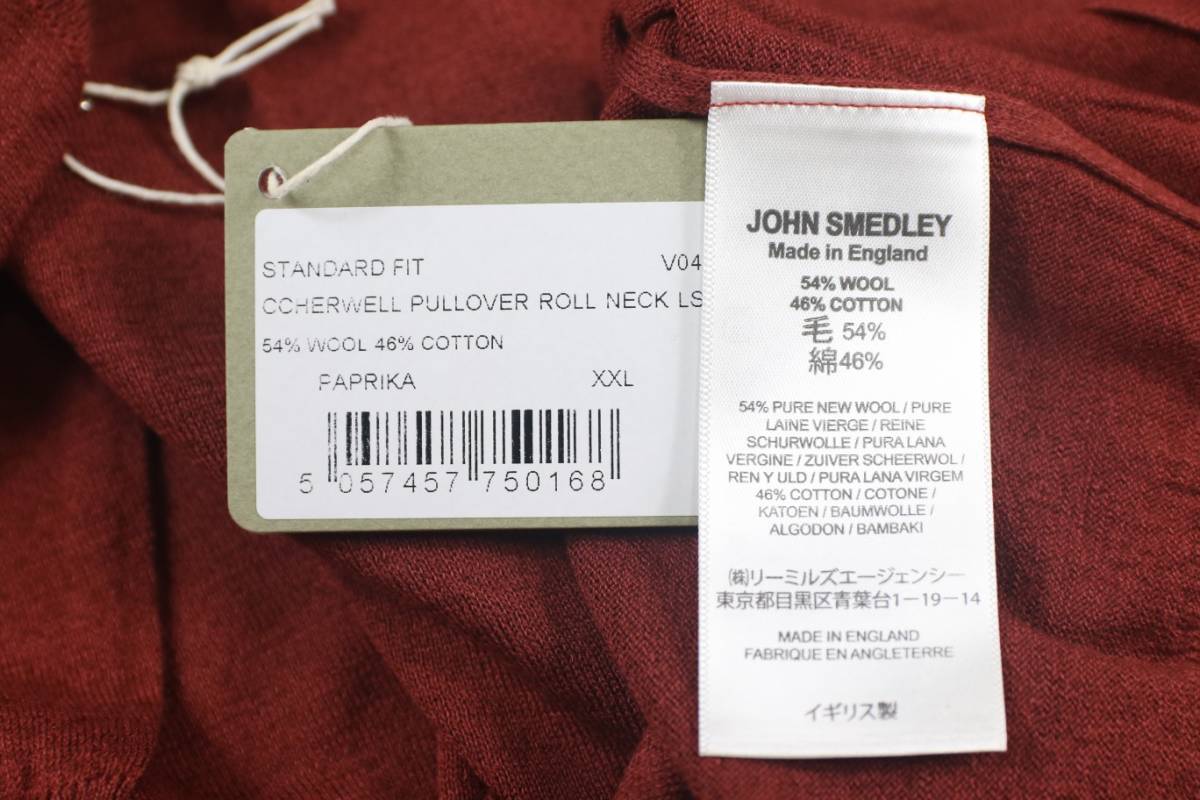 STANDARD FIT V04
CCHERWELL PULLOVER ROLL NECK LS
54% WOOL 46% COTTON
PAPRIKA XXL
5 057457 750168
JOHN SMEDLEY
Made in England
54% WOOL
46% COTTON
毛 54%
綿46%
54% PURE NEW WOOL / PURE
LAINE VIERGE / REINE
SCHURWOLLE / PURA LANA
VERGINE / ZUIVER SCHEERWOL /
REN Y ULD / PURA LANA VIRGEM
46% COTTON / COTONE /
KATOEN / BAUMWOLLE /
ALGODON / BAMBAKI
㈱リーミルズエージェンシー
東京都目黒区青葉台1-19-14
MADE IN ENGLAND
FABRIQUE EN ANGLETERRE
イギリス製